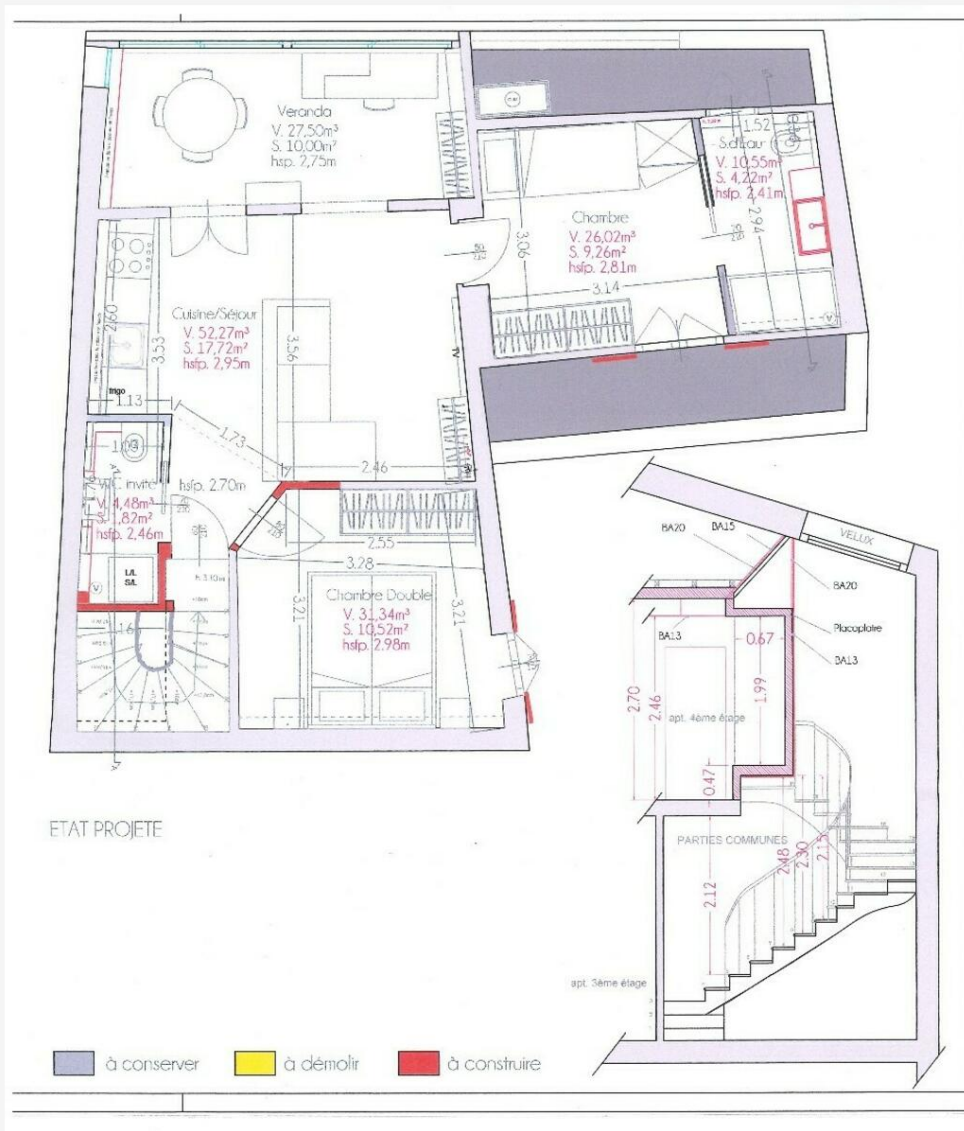 Veranda
V. 27,50m³
S. 10,00m²
hsp. 2,75m
1.52
S.d'Eau
V. 10,55m³
S. 4,22m²
hsfp. 2,41m
2.94
Chambre
V. 26,02m³
S. 9,26m²
hsfp. 2,81m
3.06
3.14
Cuisine/Séjour
V. 52,27m³
S. 17,72m²
hsfp. 2,95m
2.60
3.53
3.56
TV
frigo
1.13
1.73
2.46
1.09
W.C invité
V. 4,48m³
S. 1,82m²
hsfp. 2,46m
hsfp. 2.70m
2.55
3.28
L/L
S/L
Chambre Double
V. 31,34m³
S. 10,52m²
hsfp. 2.98m
3.21
3.21
16
A
A
VELUX
BA20
BA15
BA20
Placoplatre
BA13
BA13
0.67
1.99
2.70
2.46
apt. 4ème étage
0.47
PARTIES COMMUNES
2.48
2.30
2.15
2.12
apt. 3ème étage
ETAT PROJETE
à conserver
à démolir
à construire